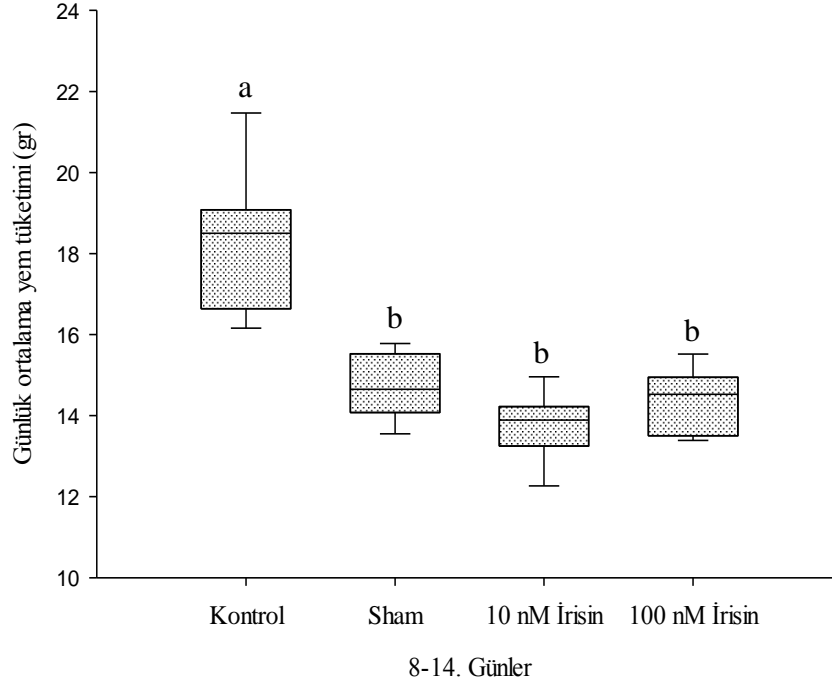 24
22
20
18
16
14
12
10
Günlük ortalama yem tüketimi (gr)
a
b
b
b
Kontrol Sham 10 nM İrisin 100 nM İrisin
8-14. Günler